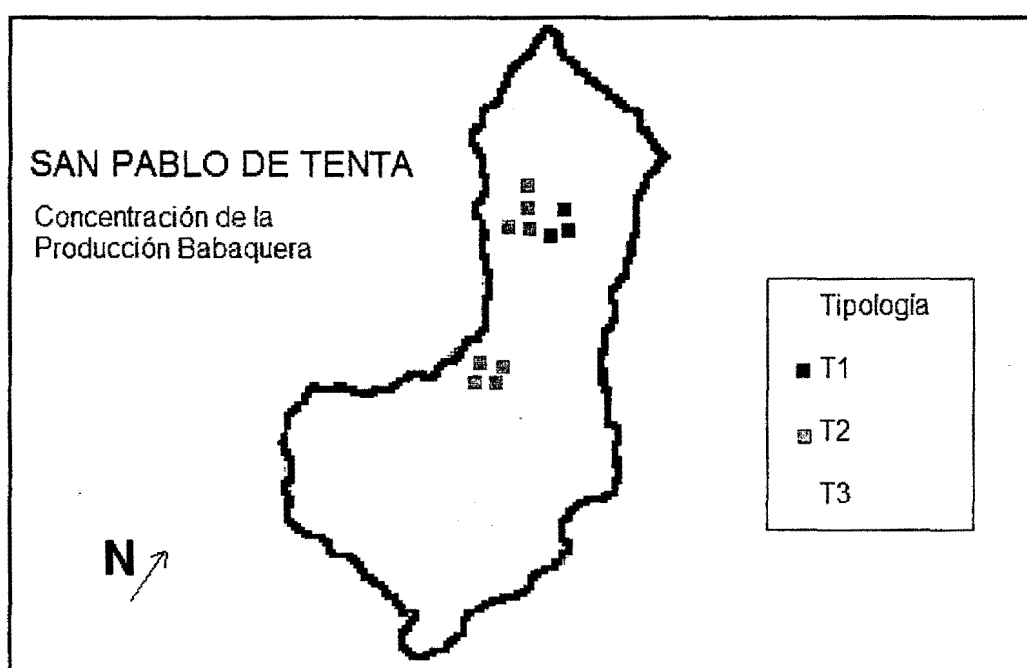 SAN PABLO DE TENTA
Concentración de la
Producción Babaquera
Tipología
T1
T2
T3
N